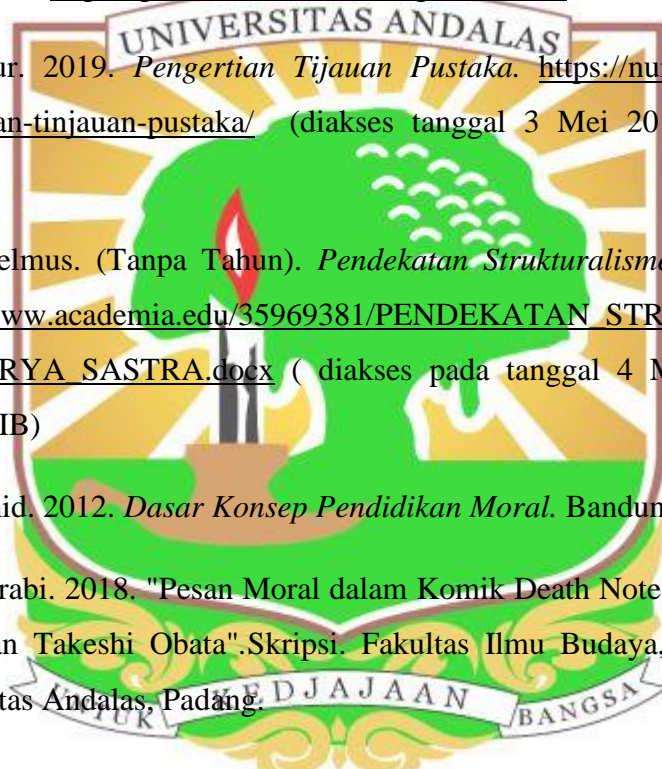 UNIVERSITAS ANDALAS
ur. 2019. Pengertian Tijauan Pustaka. https://nu
an-tinjauan-pustaka/ (diakses tanggal 3 Mei 20
elmus. (Tanpa Tahun). Pendekatan Strukturalisme
ww.academia.edu/35969381/PENDEKATAN_STR
RYA_SASTRA.docx ( diakses pada tanggal 4 M
IB)
id. 2012. Dasar Konsep Pendidikan Moral. Bandun
rabi. 2018. "Pesan Moral dalam Komik Death Note
an Takeshi Obata".Skripsi. Fakultas Ilmu Budaya,
tas Andalas, Padang.
UNTUK KEDJAJAAN BANGSA